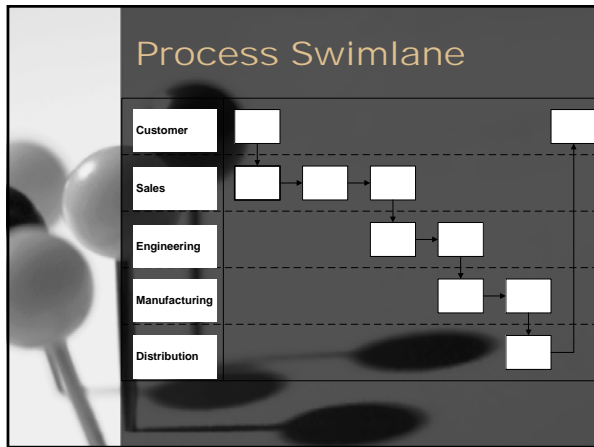 Process Swimlane
Customer
Sales
Engineering
Manufacturing
Distribution